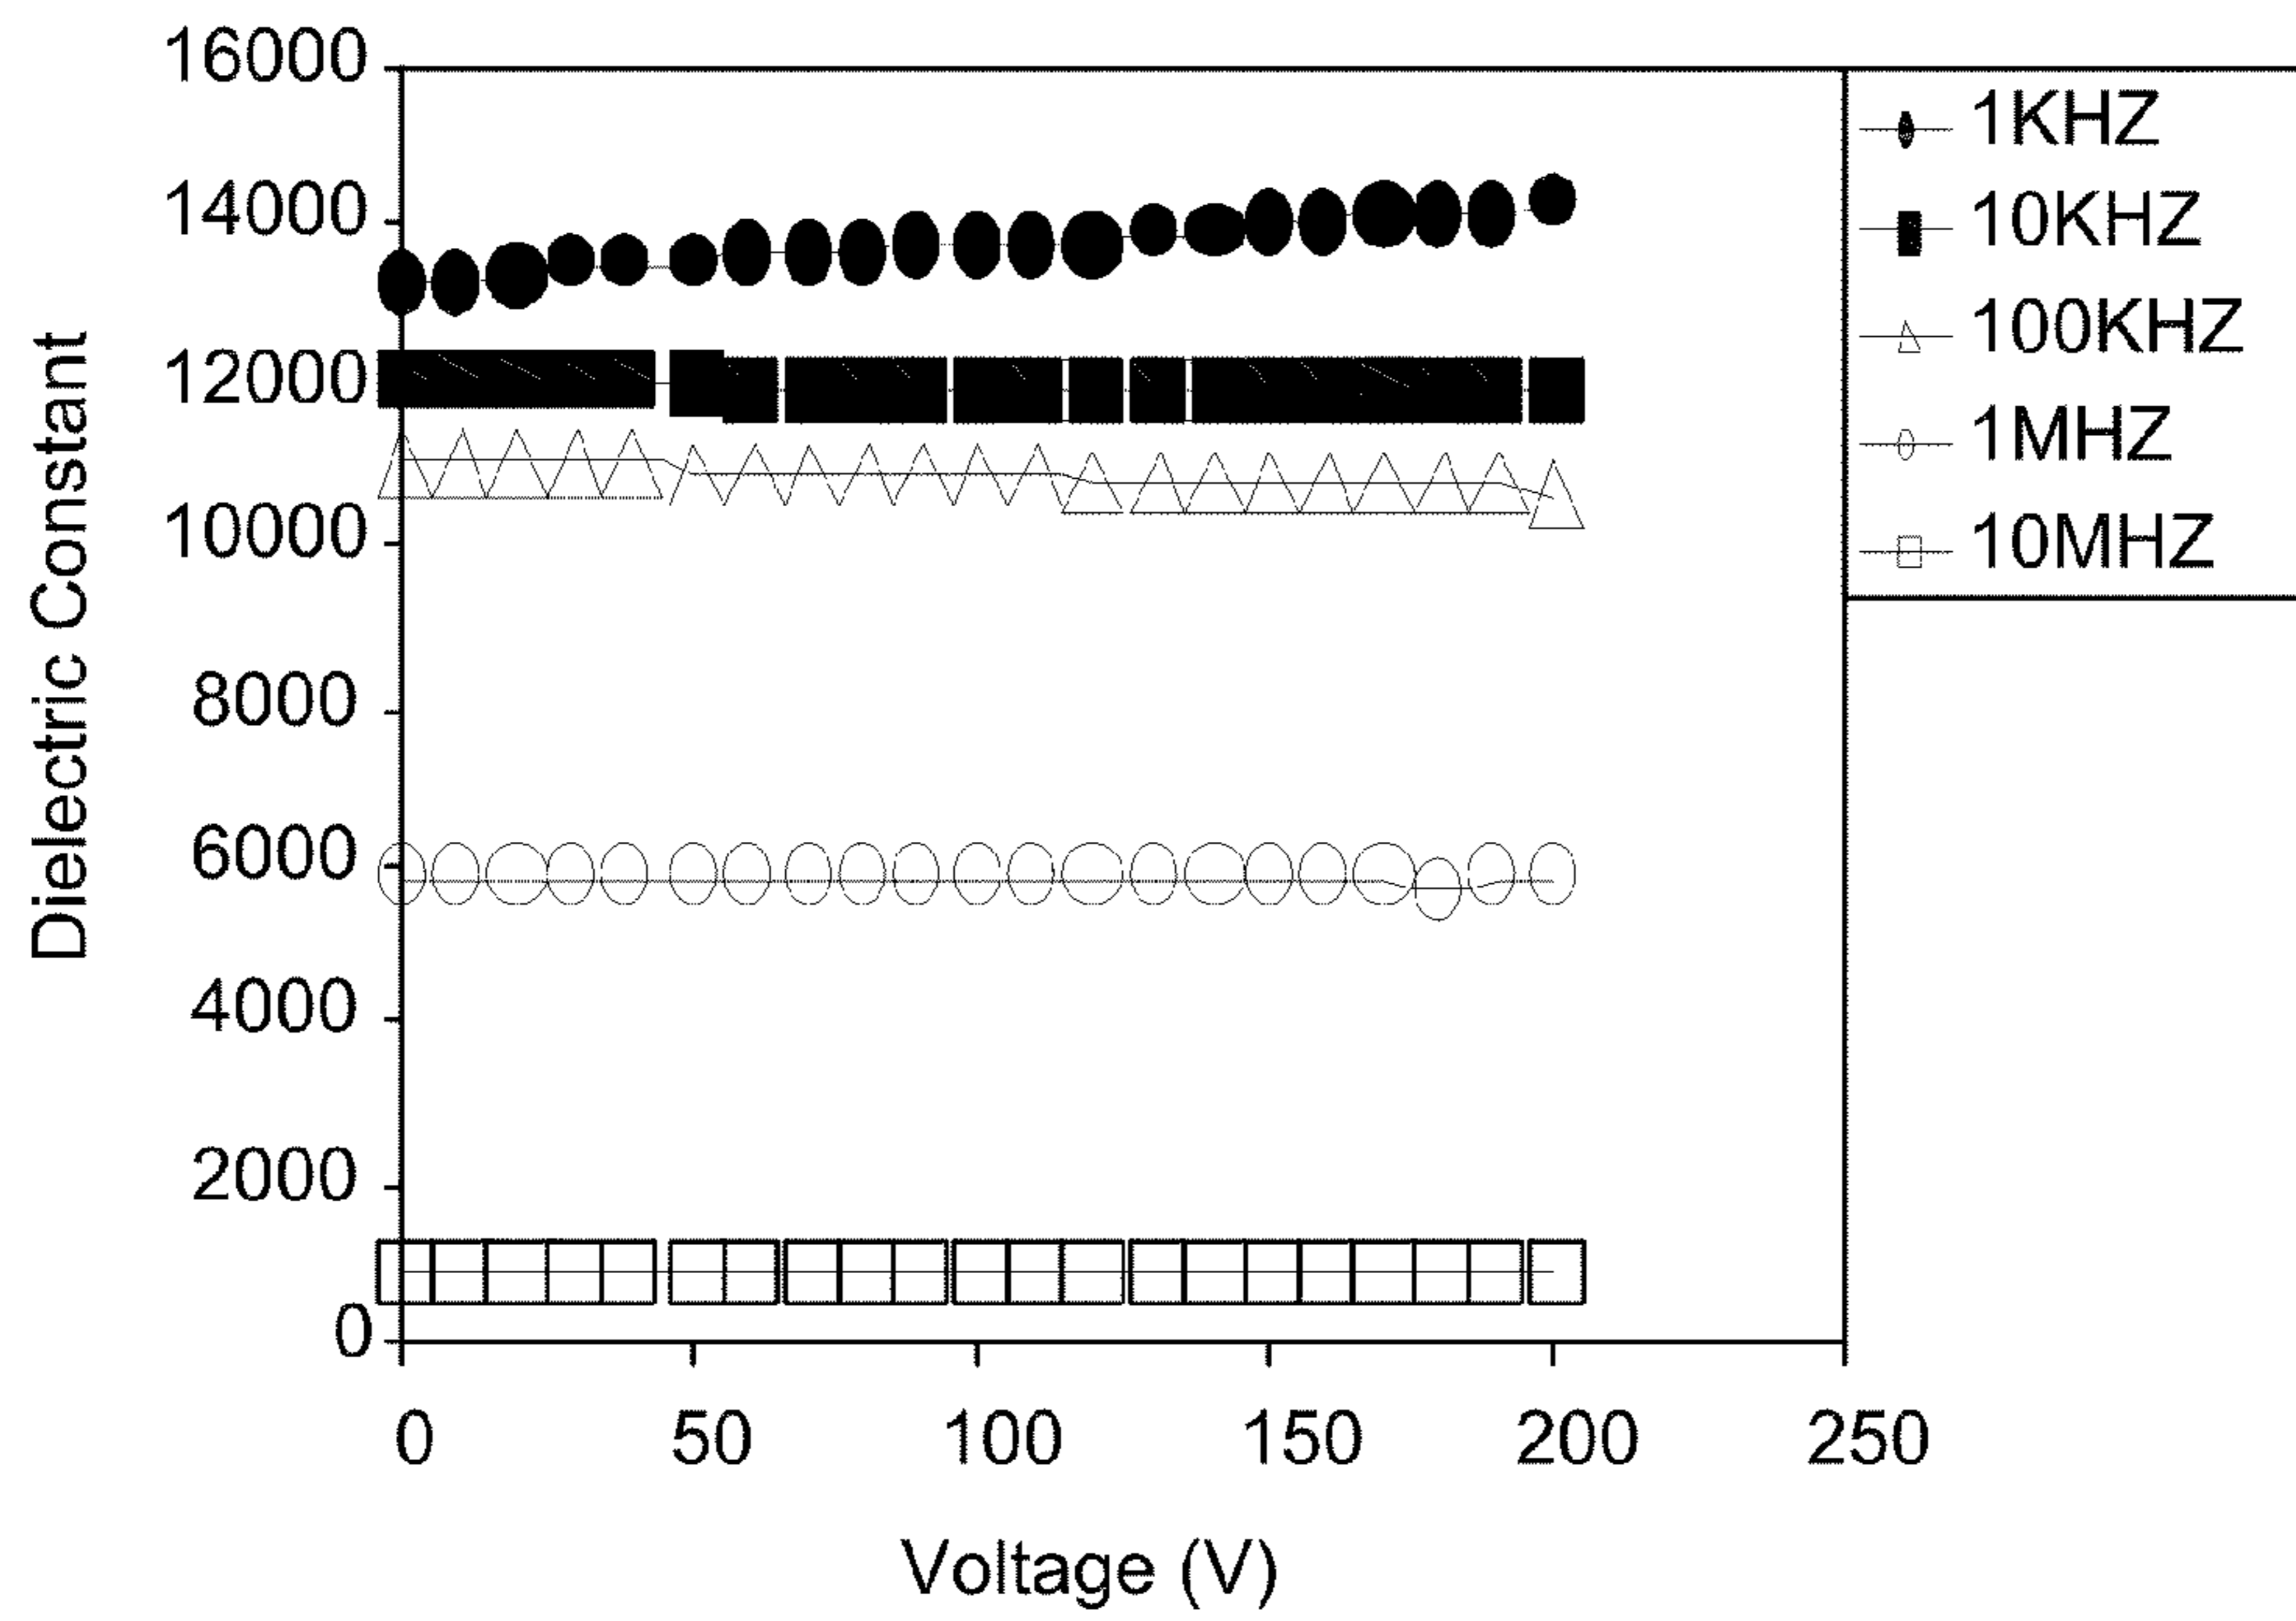 Dielectric Constant
16000
14000
12000
10000
8000
6000
4000
2000
0
0 50 100 150 200 250
Voltage (V)
1KHZ
10KHZ
100KHZ
1MHZ
10MHZ